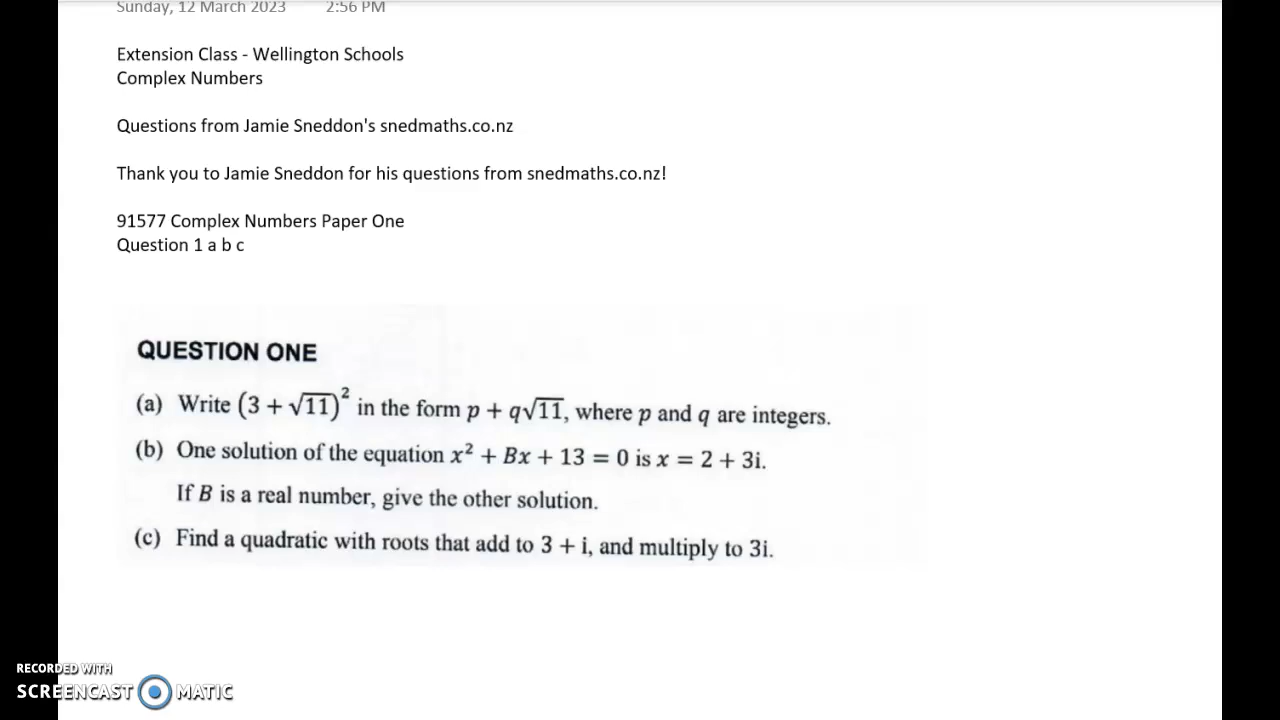 Sunday, 12 March 2023 2:56 PM
Extension Class - Wellington Schools
Complex Numbers
Questions from Jamie Sneddon's snedmaths.co.nz
Thank you to Jamie Sneddon for his questions from snedmaths.co.nz!
91577 Complex Numbers Paper One
Question 1 a b c
QUESTION ONE
(a) Write (3 + √11)² in the form p + q√11, where p and q are integers.
(b) One solution of the equation x² + Bx + 13 = 0 is x = 2 + 3i.
If B is a real number, give the other solution.
(c) Find a quadratic with roots that add to 3 + i, and multiply to 3i.
RECORDED WITH
SCREENCAST MATIC